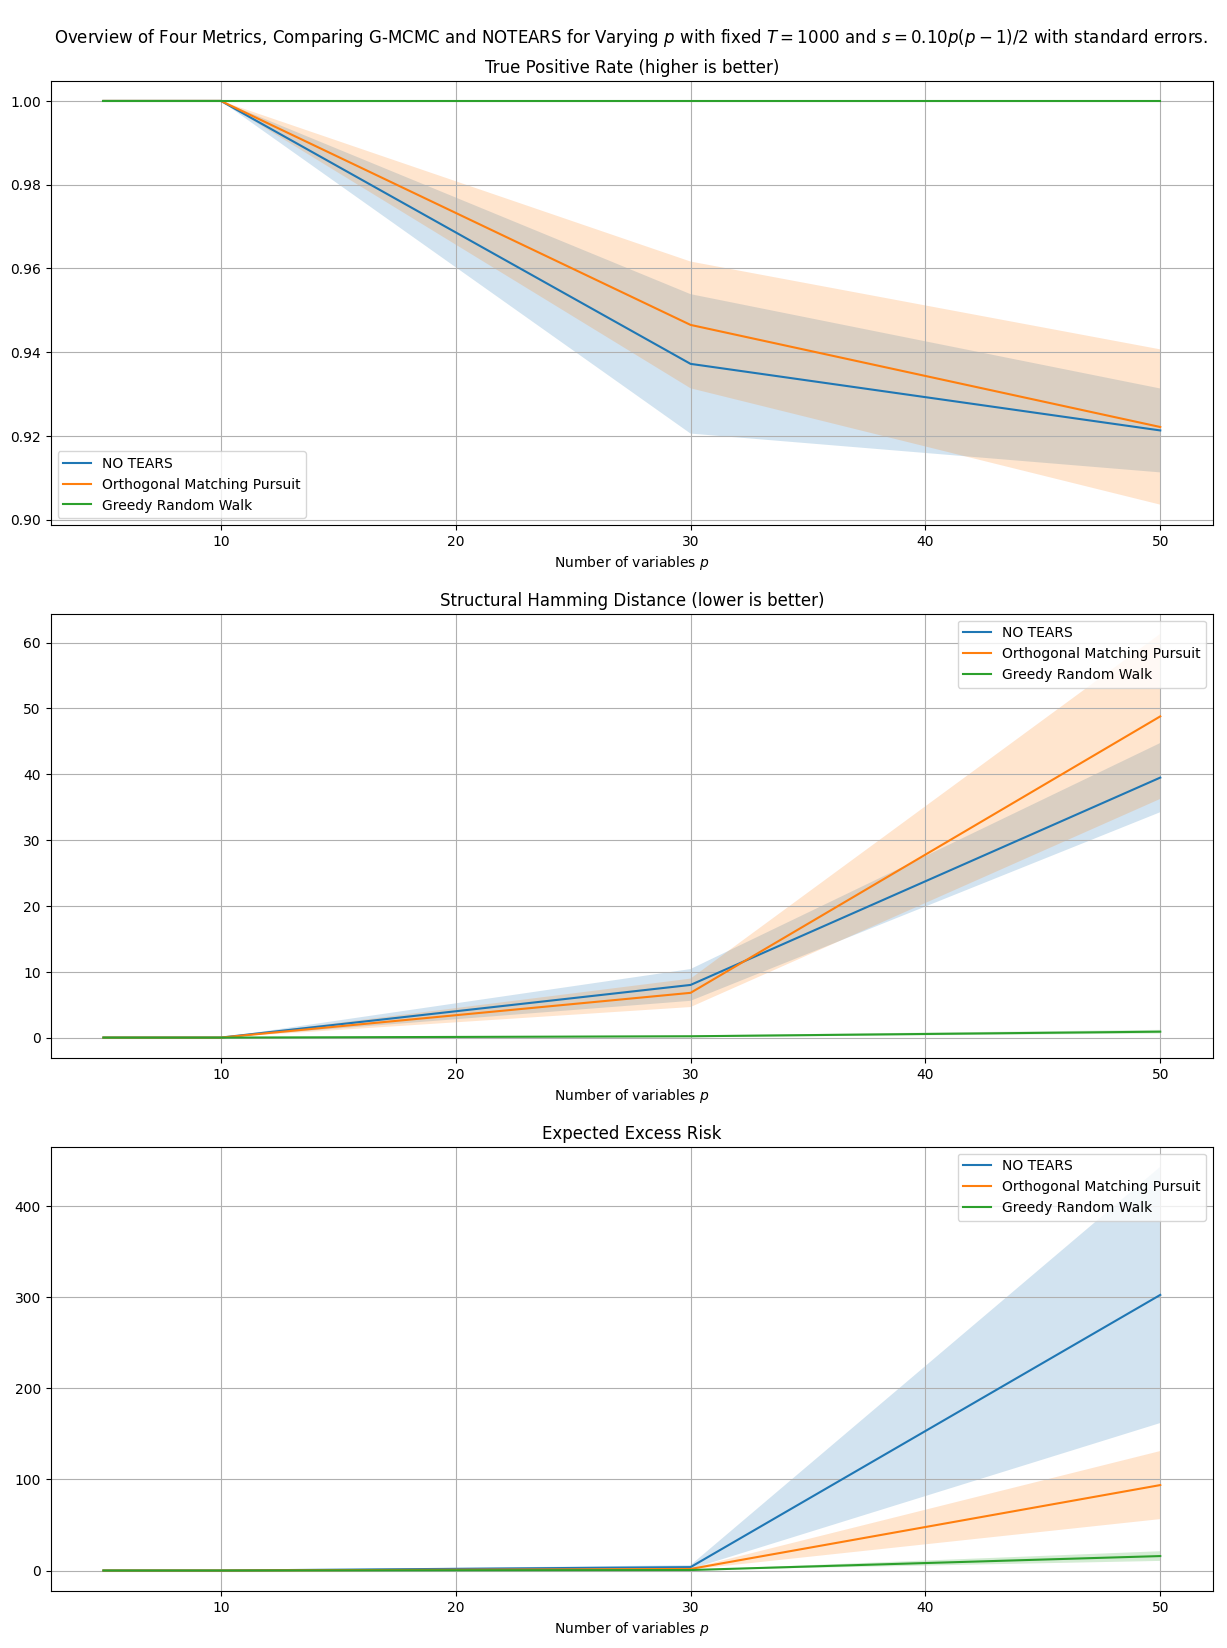 Overview of Four Metrics, Comparing G-MCMC and NOTEARS for Varying p with fixed T = 1000 and s = 0.10p(p − 1)/2 with standard errors.
True Positive Rate (higher is better)
1.00
0.98
0.96
0.94
0.92
0.90
NO TEARS
Orthogonal Matching Pursuit
Greedy Random Walk
10 20 30 40 50
Number of variables p
Structural Hamming Distance (lower is better)
60
50
40
30
20
10
0
NO TEARS
Orthogonal Matching Pursuit
Greedy Random Walk
10 20 30 40 50
Number of variables p
Expected Excess Risk
400
300
200
100
0
NO TEARS
Orthogonal Matching Pursuit
Greedy Random Walk
10 20 30 40 50
Number of variables p